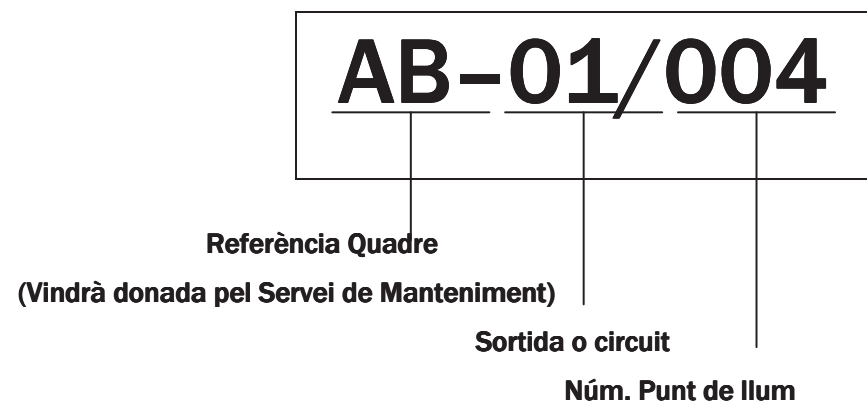 AB–01/004
Referència Quadre
(Vindrà donada pel Servei de Manteniment)
Sortida o circuit
Núm. Punt de llum